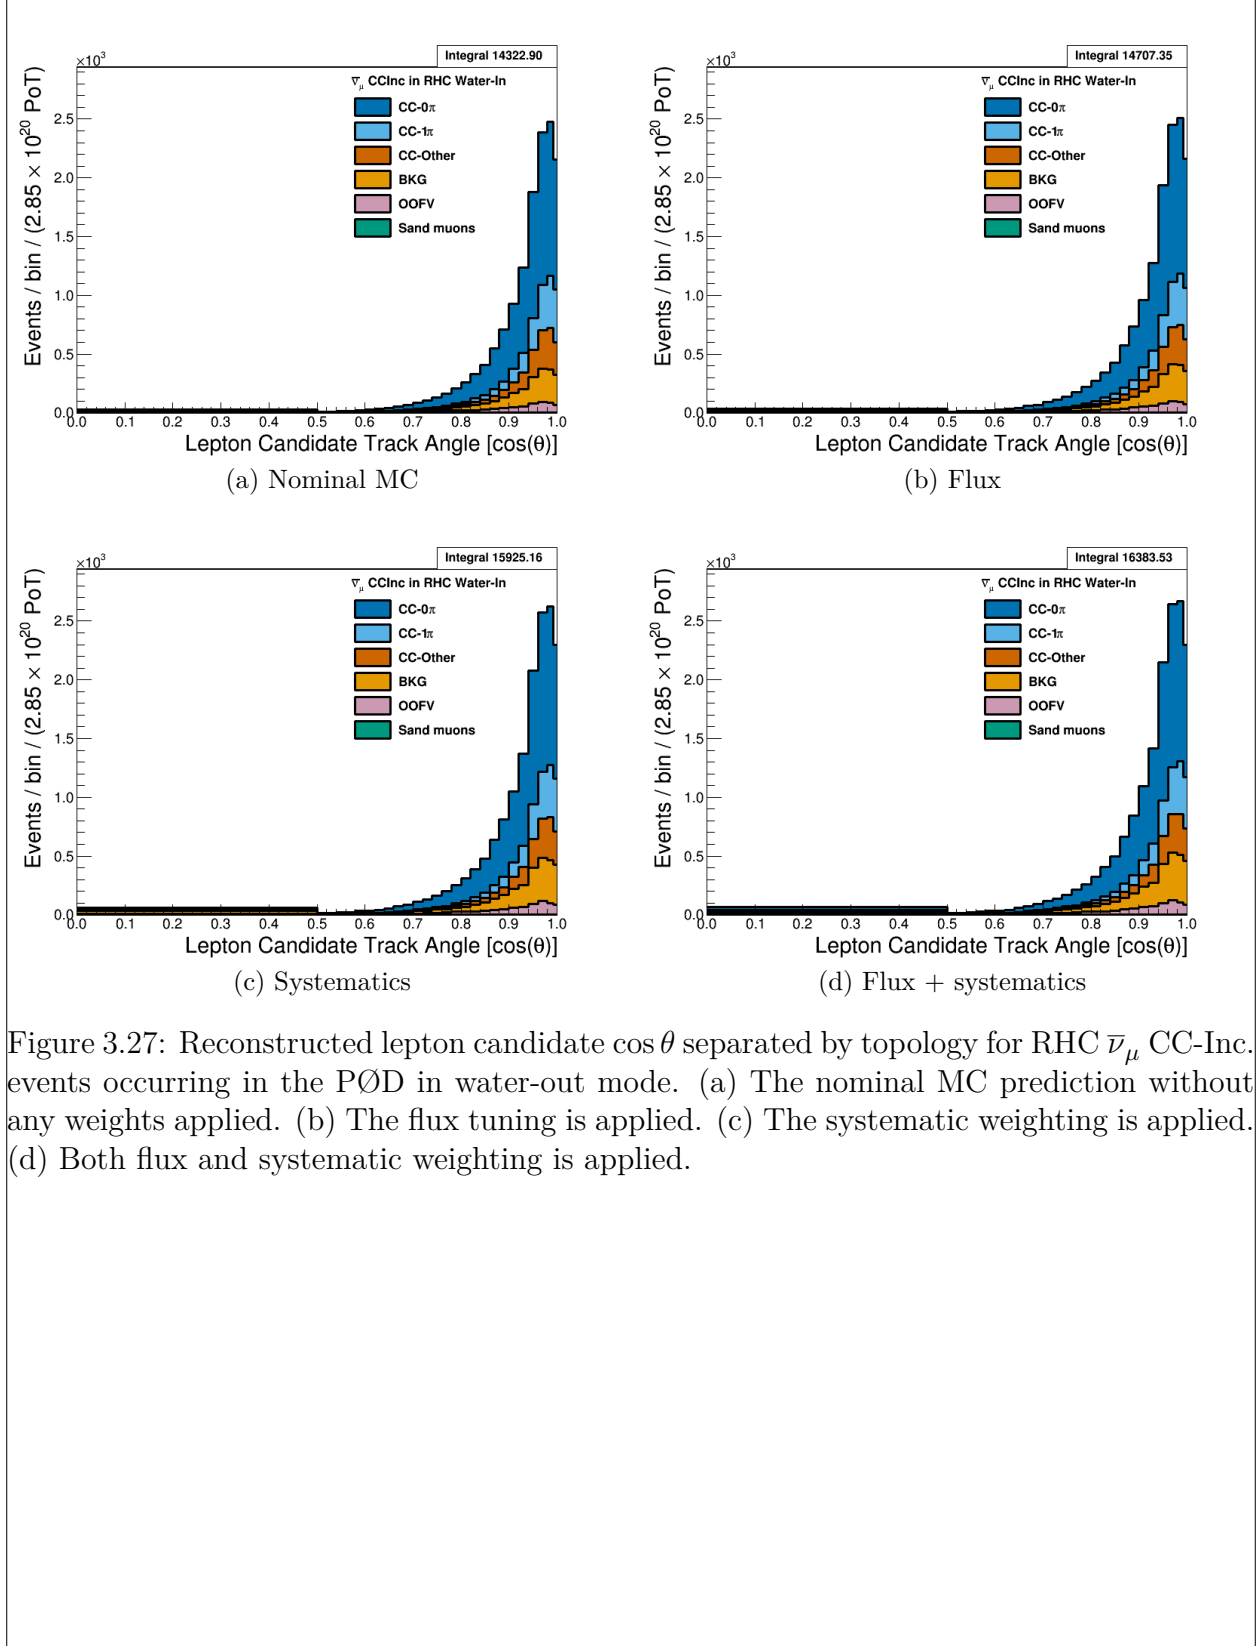 Integral 14322.90
×10³
ν̅μ CCInc in RHC Water-In
CC-0π
CC-1π
CC-Other
BKG
OOFV
Sand muons
Events / bin / (2.85 × 10²⁰ PoT)
2.5
2.0
1.5
1.0
0.5
0.0
0 0.1 0.2 0.3 0.4 0.5 0.6 0.7 0.8 0.9 1.0
Lepton Candidate Track Angle [cos(θ)]
(a) Nominal MC
Integral 14707.35
×10³
ν̅μ CCInc in RHC Water-In
CC-0π
CC-1π
CC-Other
BKG
OOFV
Sand muons
Events / bin / (2.85 × 10²⁰ PoT)
2.5
2.0
1.5
1.0
0.5
0.0
0 0.1 0.2 0.3 0.4 0.5 0.6 0.7 0.8 0.9 1.0
Lepton Candidate Track Angle [cos(θ)]
(b) Flux
Integral 15925.16
×10³
ν̅μ CCInc in RHC Water-In
CC-0π
CC-1π
CC-Other
BKG
OOFV
Sand muons
Events / bin / (2.85 × 10²⁰ PoT)
2.5
2.0
1.5
1.0
0.5
0.0
0 0.1 0.2 0.3 0.4 0.5 0.6 0.7 0.8 0.9 1.0
Lepton Candidate Track Angle [cos(θ)]
(c) Systematics
Integral 16383.53
×10³
ν̅μ CCInc in RHC Water-In
CC-0π
CC-1π
CC-Other
BKG
OOFV
Sand muons
Events / bin / (2.85 × 10²⁰ PoT)
2.5
2.0
1.5
1.0
0.5
0.0
0 0.1 0.2 0.3 0.4 0.5 0.6 0.7 0.8 0.9 1.0
Lepton Candidate Track Angle [cos(θ)]
(d) Flux + systematics
Figure 3.27: Reconstructed lepton candidate cos θ separated by topology for RHC ν̅μ CC-Inc.
events occurring in the PØD in water-out mode. (a) The nominal MC prediction without
any weights applied. (b) The flux tuning is applied. (c) The systematic weighting is applied.
(d) Both flux and systematic weighting is applied.